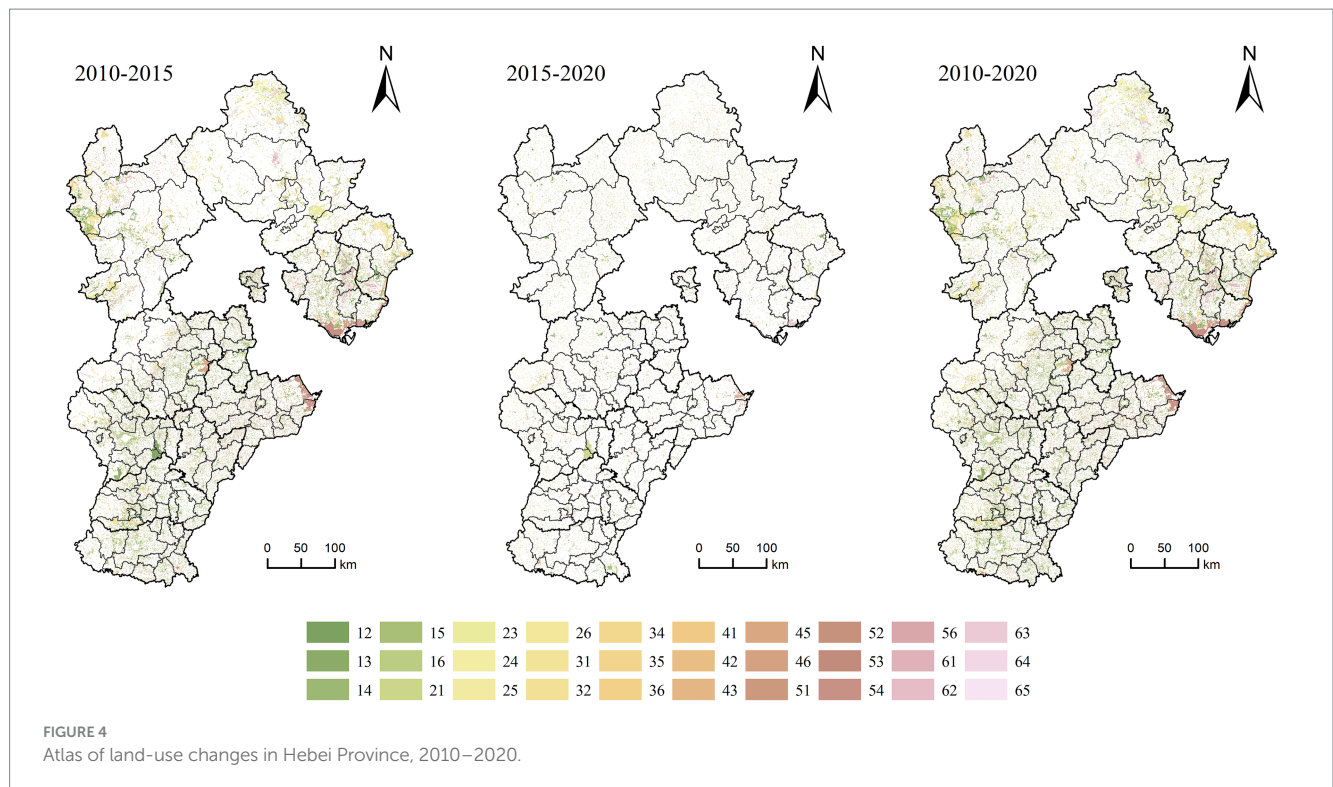 2010-2015
N
2015-2020
N
2010-2020
N
0 50 100
km
0 50 100
km
0 50 100
km
12 15 23 26 34 41 45 52 56 63
13 16 24 31 35 42 46 53 61 64
14 21 25 32 36 43 51 54 62 65
FIGURE 4
Atlas of land-use changes in Hebei Province, 2010–2020.